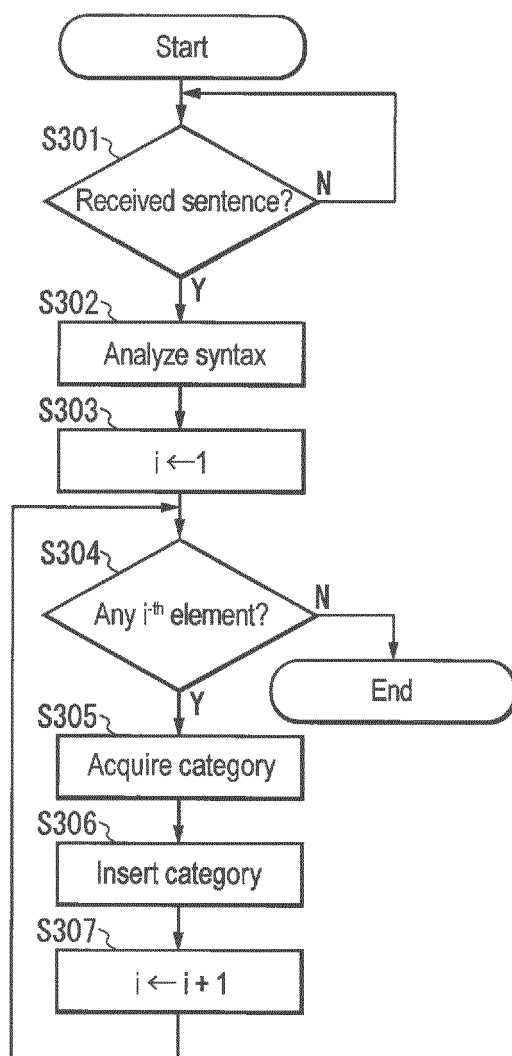 Start
S301
Received sentence?
N
Y
S302
Analyze syntax
S303
i ←1
S304
Any i-th element?
N
Y
End
S305
Acquire category
S306
Insert category
S307
i ← i + 1